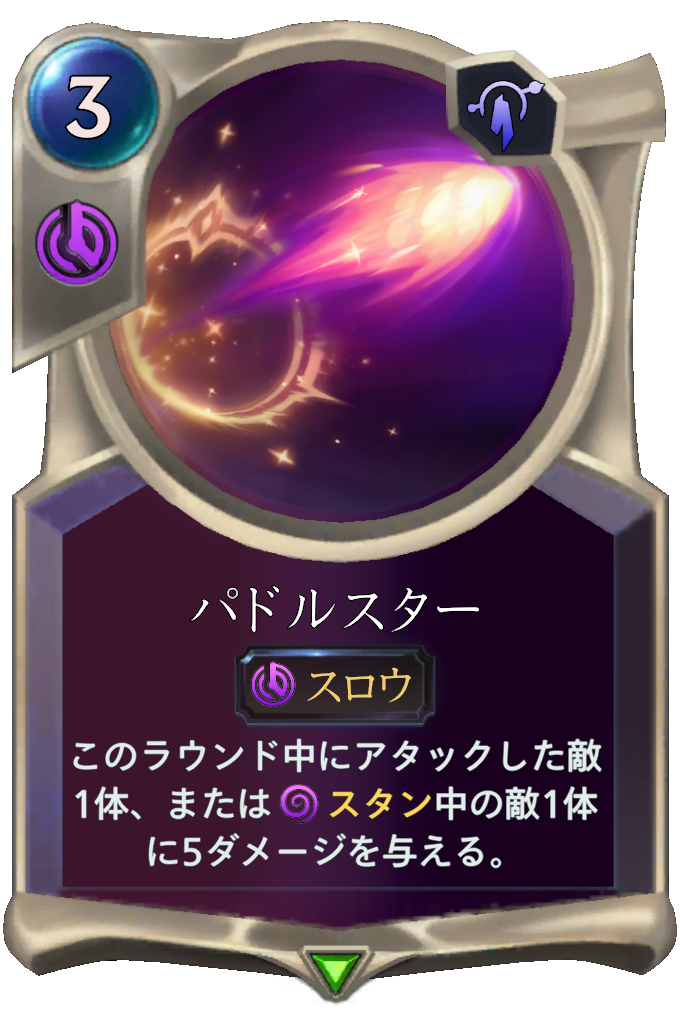 3
パドルスター
スロウ
このラウンド中にアタックした敵
1体、または スタン中の敵1体
に5ダメージを与える。